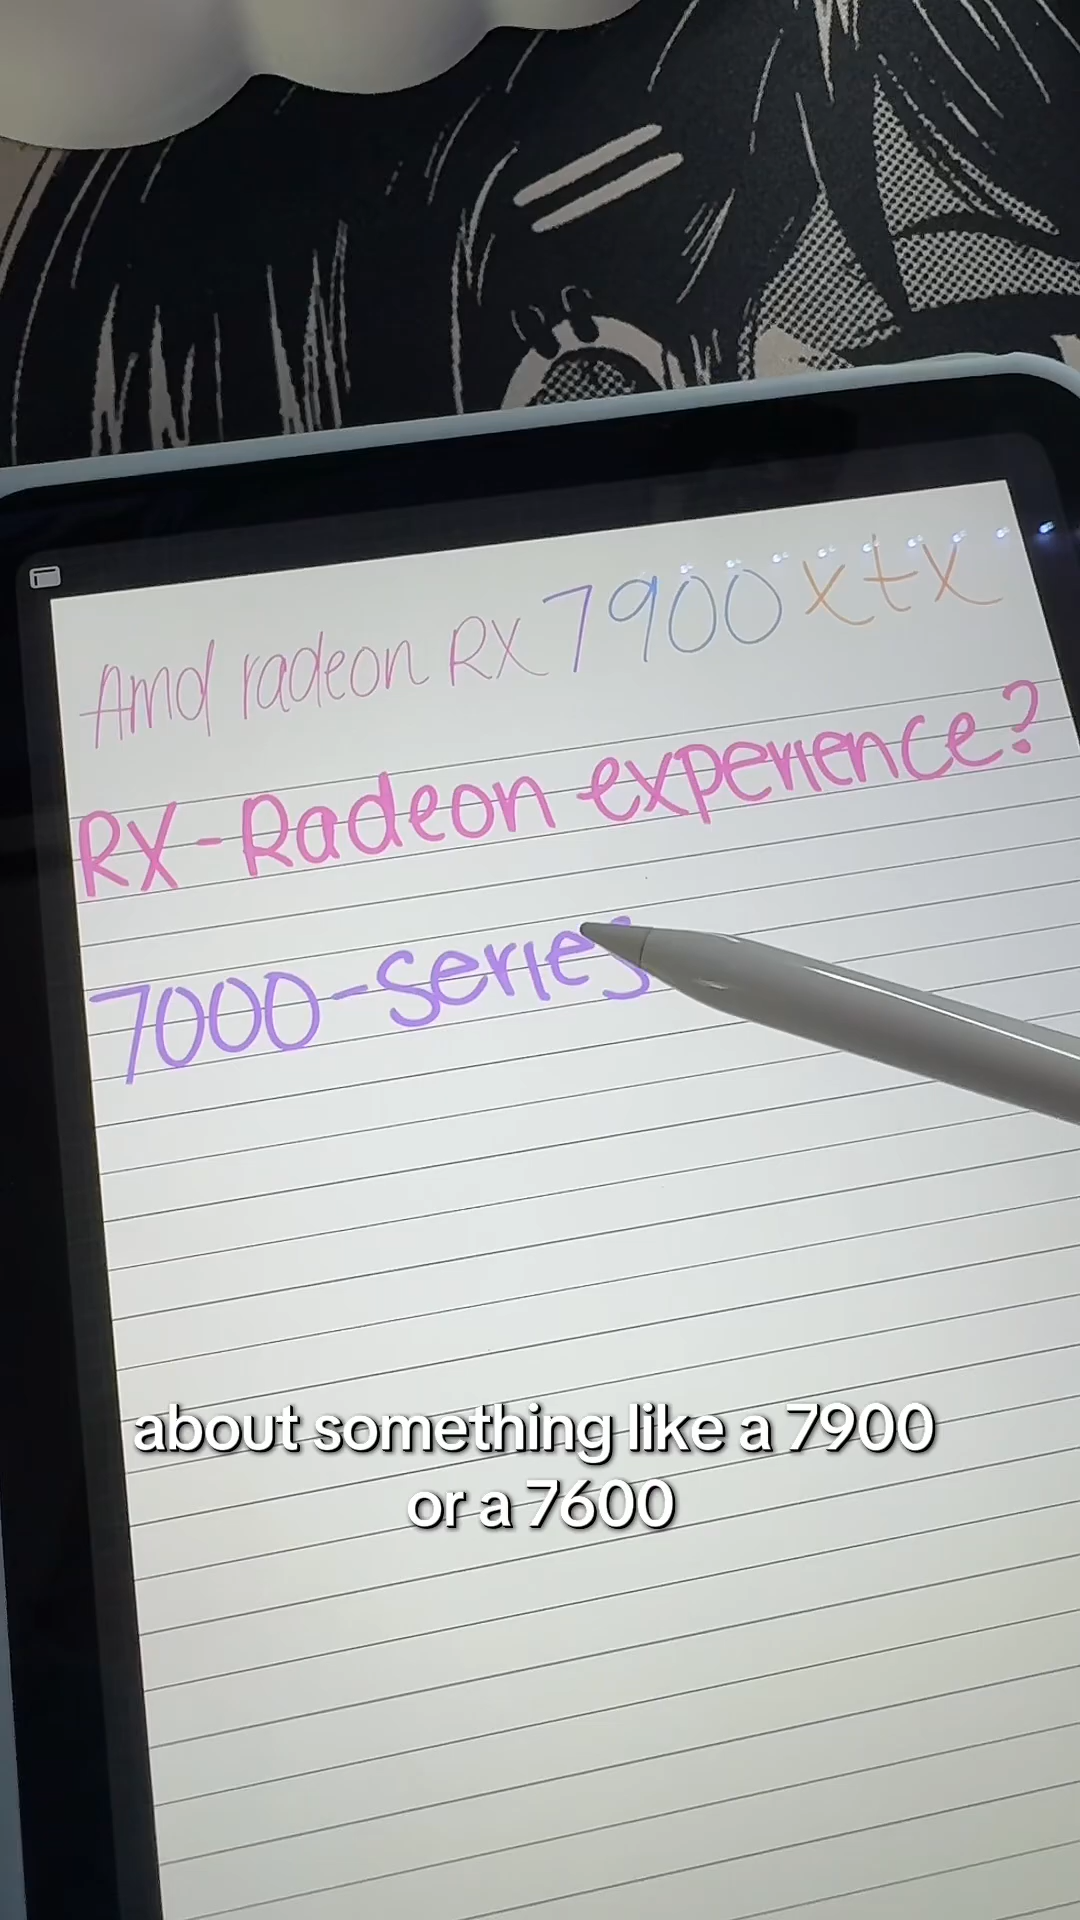 Amd radeon RX 7900 xtx
RX-Radeon experience?
7000-series
about something like a 7900
or a 7600